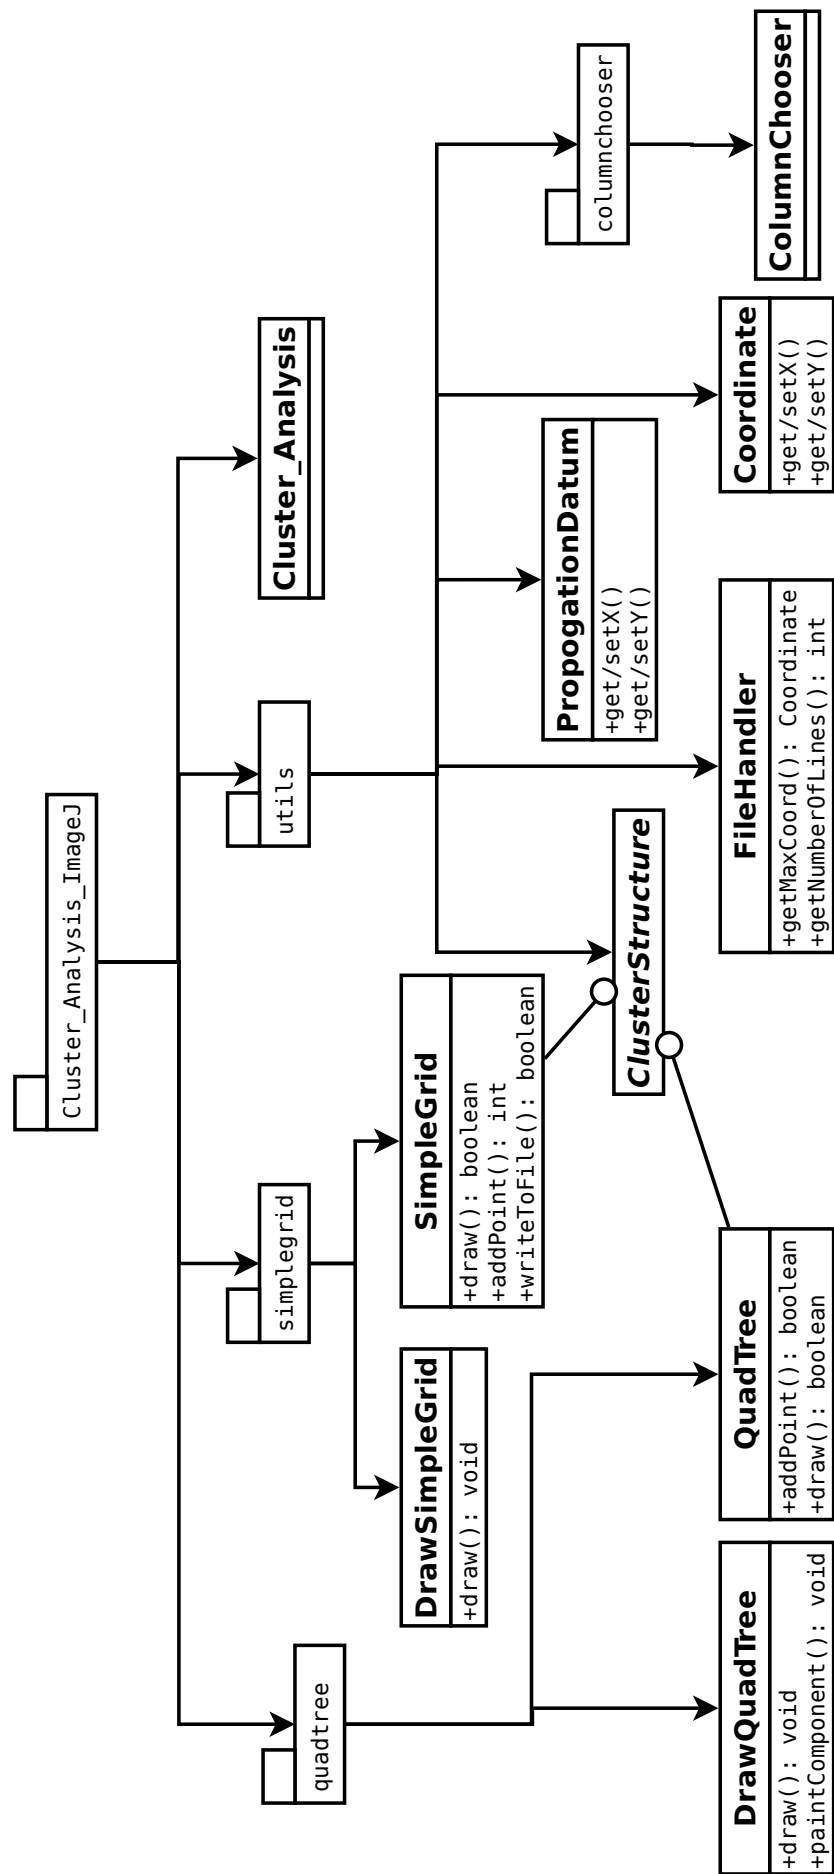 Cluster_Analysis_ImageJ
quadtree
simplegrid
utils
Cluster_Analysis
DrawSimpleGrid
+draw(): void
SimpleGrid
+draw(): boolean
+addPoint(): int
+writeToFile(): boolean
PropogationDatum
+get/setX()
+get/setY()
columnchooser
ClusterStructure
DrawQuadTree
+draw(): void
+paintComponent(): void
QuadTree
+addPoint(): boolean
+draw(): boolean
FileHandler
+getMaxCoord(): Coordinate
+getNumberOfLines(): int
Coordinate
+get/setX()
+get/setY()
ColumnChooser